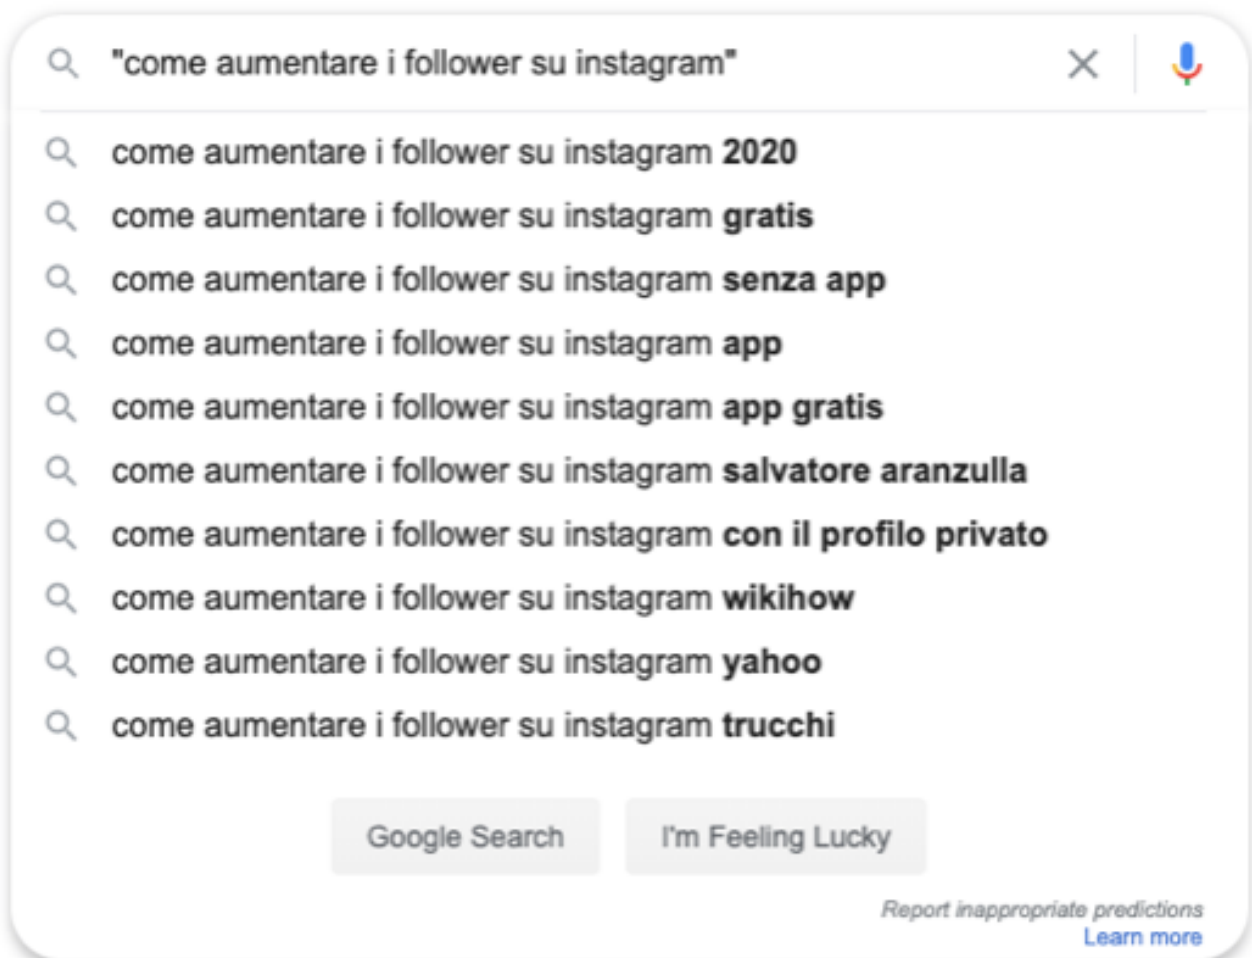 "come aumentare i follower su instagram"
come aumentare i follower su instagram 2020
come aumentare i follower su instagram gratis
come aumentare i follower su instagram senza app
come aumentare i follower su instagram app
come aumentare i follower su instagram app gratis
come aumentare i follower su instagram salvatore aranzulla
come aumentare i follower su instagram con il profilo privato
come aumentare i follower su instagram wikihow
come aumentare i follower su instagram yahoo
come aumentare i follower su instagram trucchi
Google Search I'm Feeling Lucky
Report inappropriate predictions
Learn more